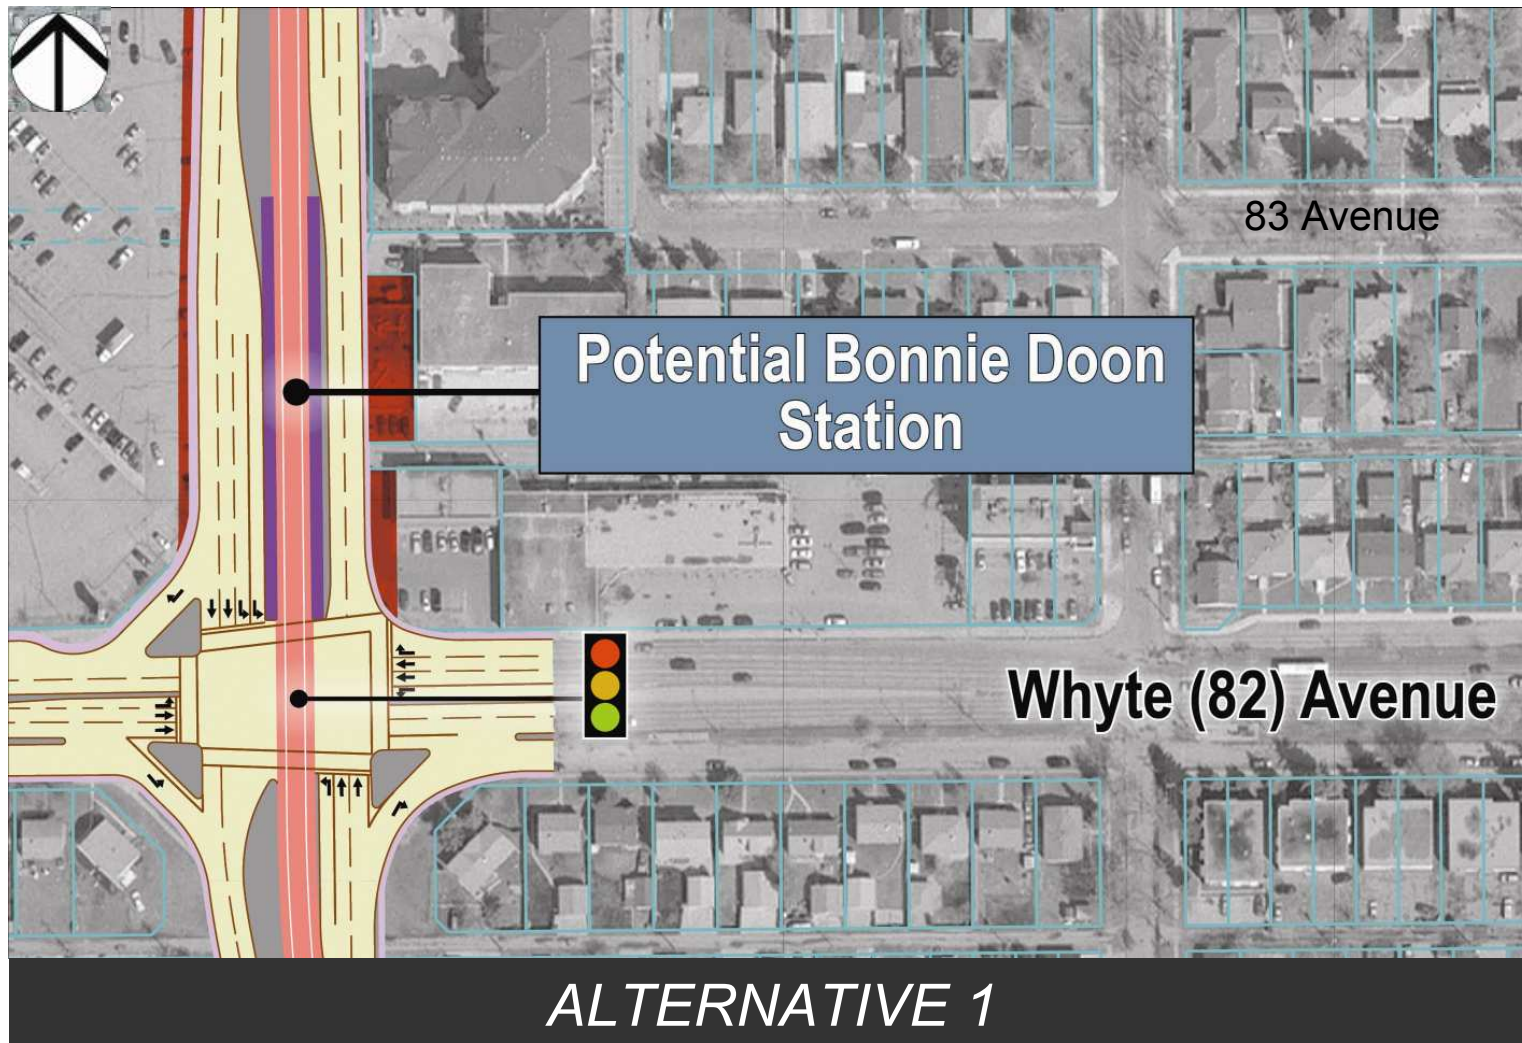 83 Avenue
Potential Bonnie Doon
Station
Whyte (82) Avenue
ALTERNATIVE 1